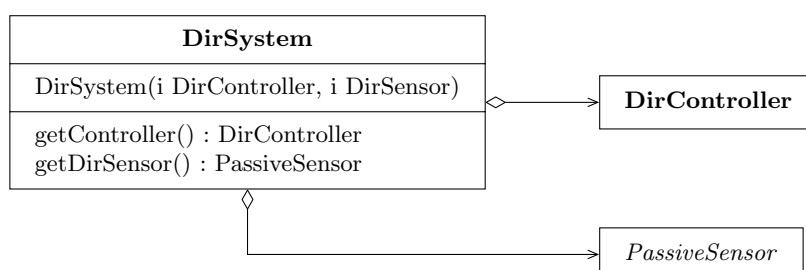 DirSystem
DirSystem(i DirController, i DirSensor)
getController() : DirController
getDirSensor() : PassiveSensor
DirController
PassiveSensor